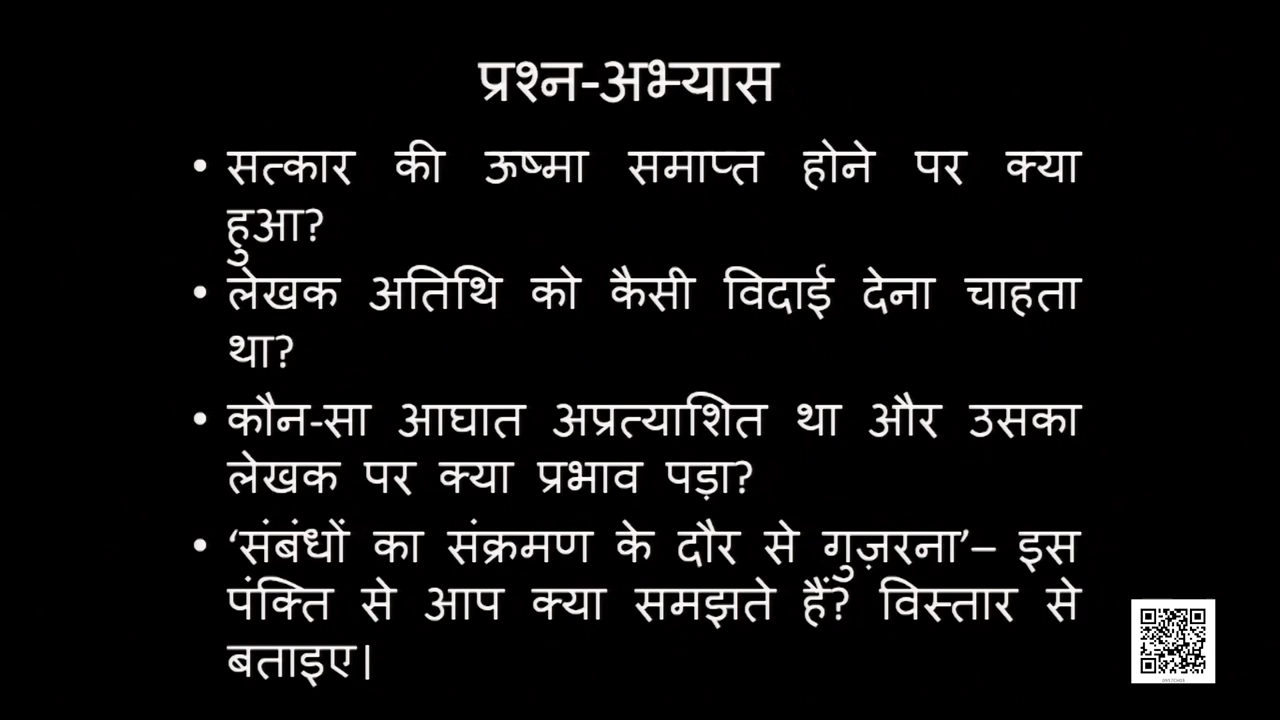 प्रश्न-अभ्यास
• सत्कार की ऊष्मा समाप्त होने पर क्या
हुआ?
• लेखक अतिथि को कैसी विदाई देना चाहता
था?
• कौन-सा आघात अप्रत्याशित था और उसका
लेखक पर क्या प्रभाव पड़ा?
• ‘संबंधों का संक्रमण के दौर से गुज़रना’– इस
पंक्ति से आप क्या समझते हैं? विस्तार से
बताइए।